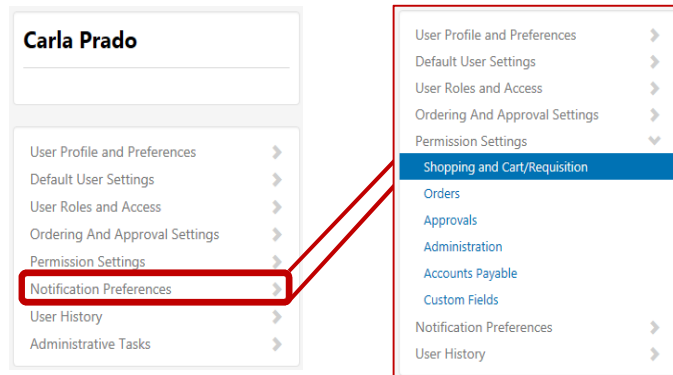 Carla Prado
User Profile and Preferences
Default User Settings
User Roles and Access
Ordering And Approval Settings
Permission Settings
Notification Preferences
User History
Administrative Tasks
User Profile and Preferences
Default User Settings
User Roles and Access
Ordering And Approval Settings
Permission Settings
Shopping and Cart/Requisition
Orders
Approvals
Administration
Accounts Payable
Custom Fields
Notification Preferences
User History